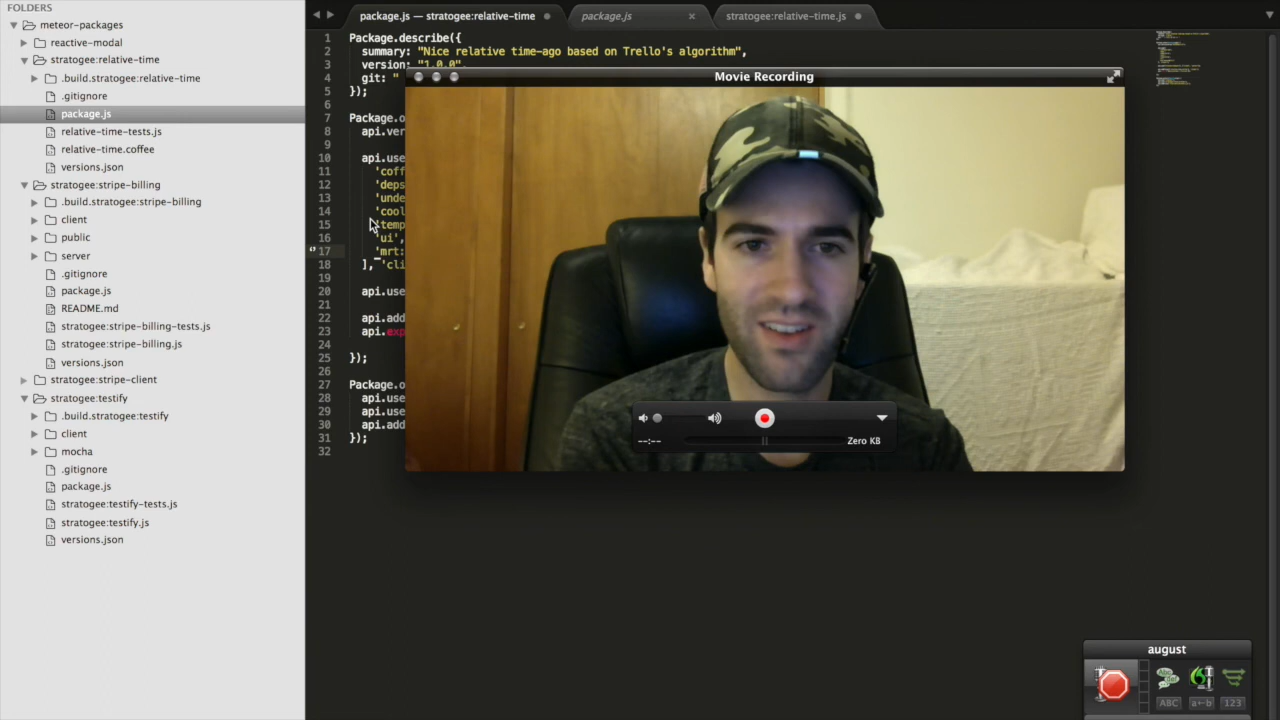 FOLDERS
meteor-packages
reactive-modal
stratogee:relative-time
.build.stratogee:relative-time
.gitignore
package.js
relative-time-tests.js
relative-time.coffee
versions.json
stratogee:stripe-billing
.build.stratogee:stripe-billing
client
public
server
.gitignore
package.js
README.md
stratogee:stripe-billing-tests.js
stratogee:stripe-billing.js
versions.json
stratogee:stripe-client
stratogee:testify
.build.stratogee:testify
client
mocha
.gitignore
package.js
stratogee:testify-tests.js
stratogee:testify.js
versions.json
package.js — stratogee:relative-time
package.js
stratogee:relative-time.js
1 Package.describe({
2 summary: "Nice relative time-ago based on Trello's algorithm",
3 version: "1.0.0"
4 git: "
5 });
6
7 Package.o
8 api.ver
9
10 api.use
11 'coff
12 'deps
13 'unde
14 'cool
15 'temp
16 'ui',
17 'mrt:
18 ], 'cli
19
20 api.use
21
22 api.add
23 api.exp
24
25 });
26
27 Package.o
28 api.use
29 api.use
30 api.add
31 });
32
Movie Recording
--:--
Zero KB
august
ABC
a←b
123